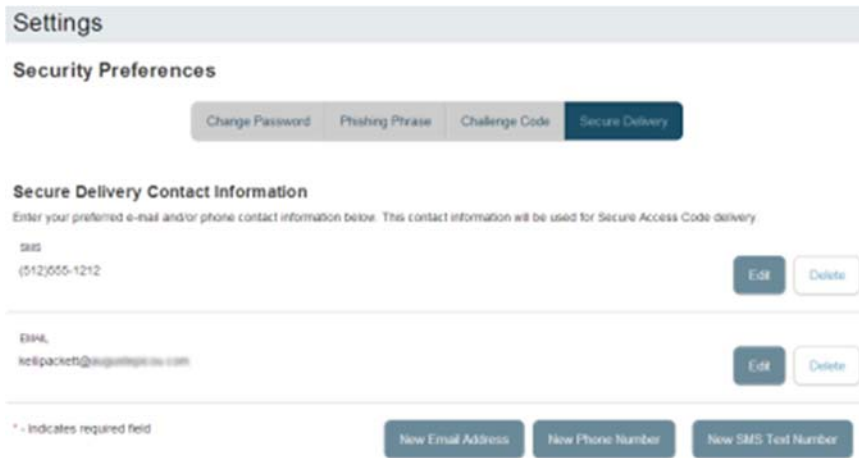 Settings
Security Preferences
Change Password Phishing Phrase Challenge Code Secure Delivery
Secure Delivery Contact Information
Enter your preferred e-mail and/or phone contact information below. This contact information will be used for Secure Access Code delivery.
SMS
(512)655-1212
Edit Delete
EMAIL
kellipackett@
Edit Delete
* - Indicates required field
New Email Address New Phone Number New SMS Text Number